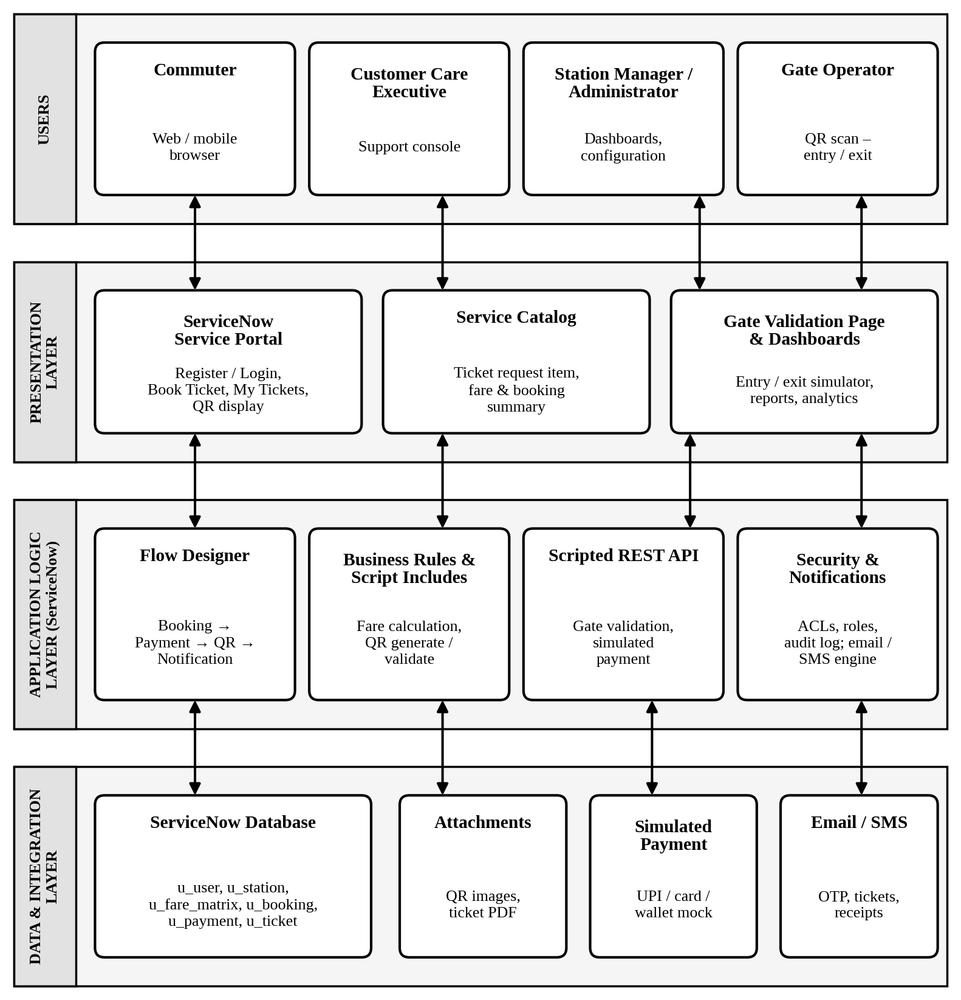 USERS
Commuter
Web / mobile
browser
Customer Care
Executive
Support console
Station Manager /
Administrator
Dashboards,
configuration
Gate Operator
QR scan –
entry / exit
PRESENTATION
LAYER
ServiceNow
Service Portal
Register / Login,
Book Ticket, My Tickets,
QR display
Service Catalog
Ticket request item,
fare & booking
summary
Gate Validation Page
& Dashboards
Entry / exit simulator,
reports, analytics
APPLICATION LOGIC
LAYER (ServiceNow)
Flow Designer
Booking →
Payment → QR →
Notification
Business Rules &
Script Includes
Fare calculation,
QR generate /
validate
Scripted REST API
Gate validation,
simulated
payment
Security &
Notifications
ACLs, roles,
audit log; email /
SMS engine
DATA & INTEGRATION
LAYER
ServiceNow Database
u_user, u_station,
u_fare_matrix, u_booking,
u_payment, u_ticket
Attachments
QR images,
ticket PDF
Simulated
Payment
UPI / card /
wallet mock
Email / SMS
OTP, tickets,
receipts